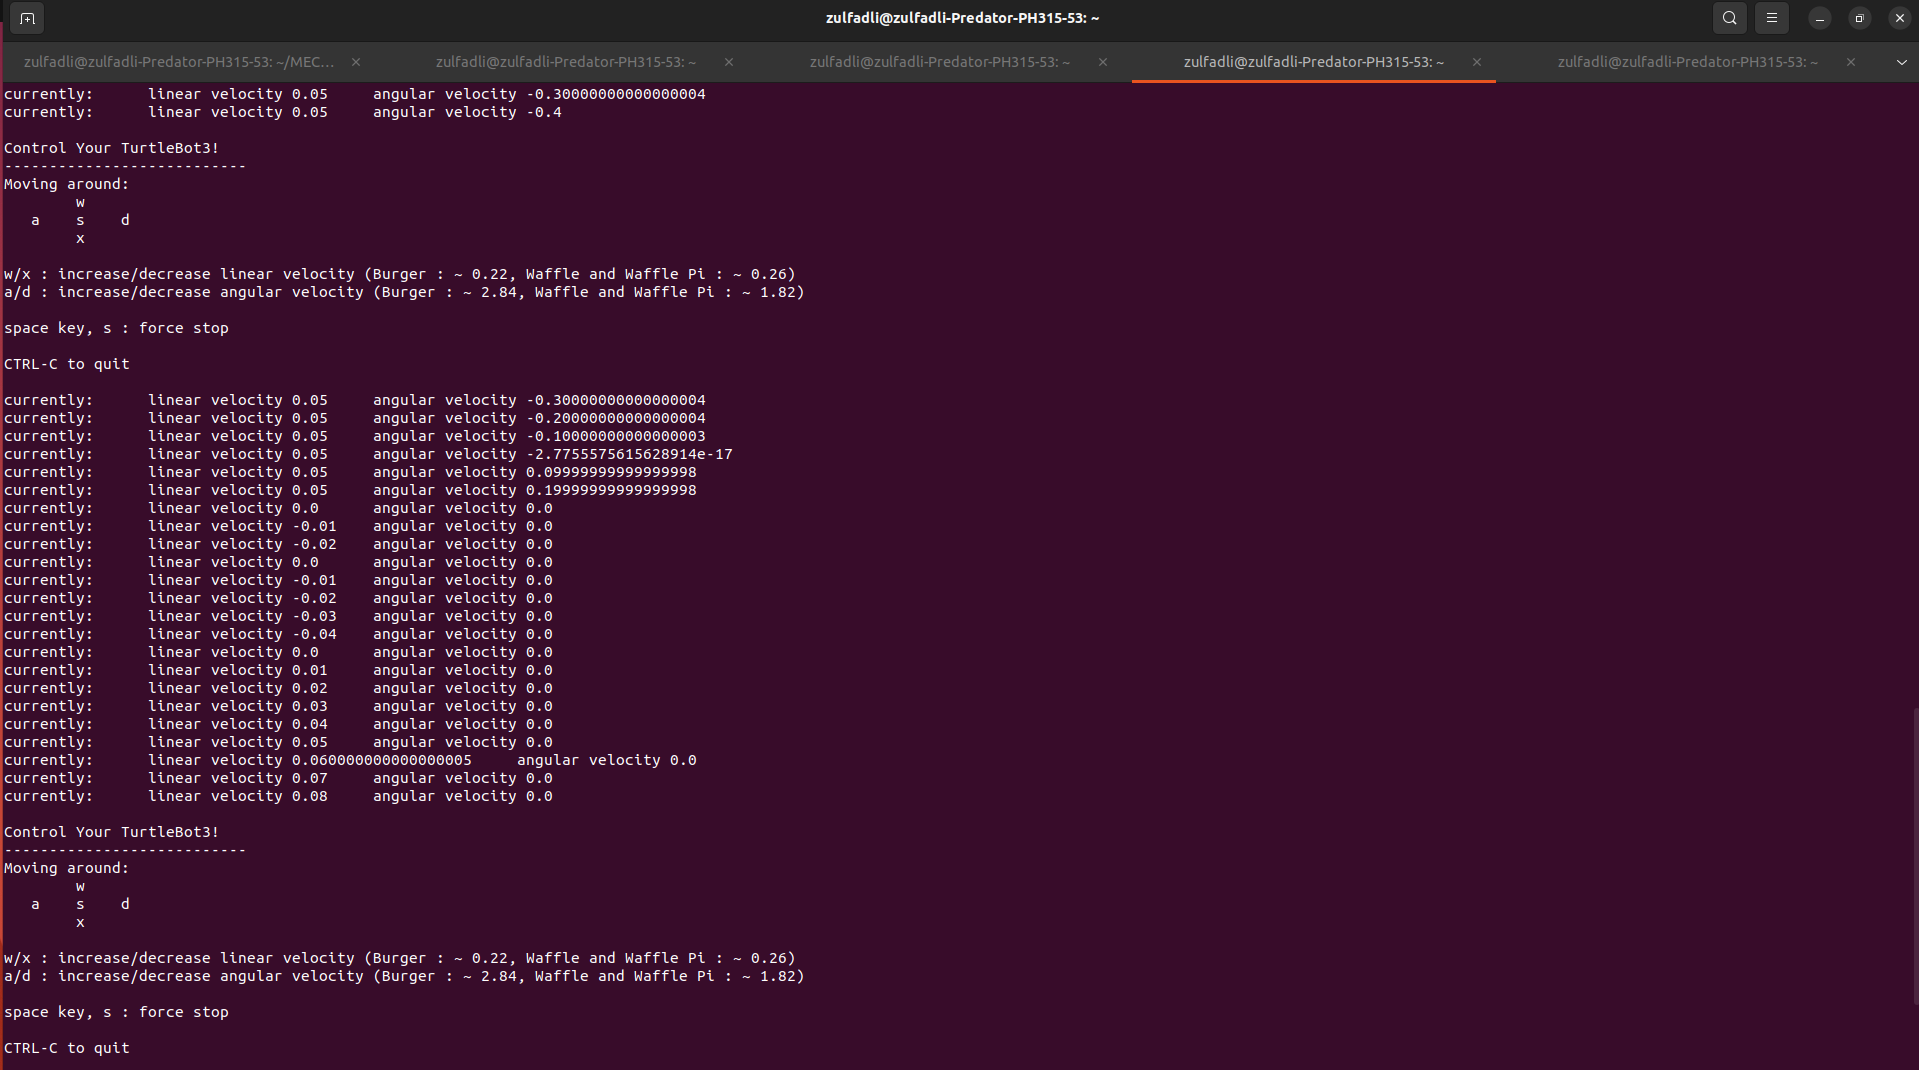 zulfadli@zulfadli-Predator-PH315-53: ~
zulfadli@zulfadli-Predator-PH315-53: ~/MEC... zulfadli@zulfadli-Predator-PH315-53: ~ zulfadli@zulfadli-Predator-PH315-53: ~ zulfadli@zulfadli-Predator-PH315-53: ~ zulfadli@zulfadli-Predator-PH315-53: ~
currently:      linear velocity 0.05     angular velocity -0.30000000000000004
currently:      linear velocity 0.05     angular velocity -0.4
Control Your TurtleBot3!
---------------------------
Moving around:
        w
   a    s    d
        x
w/x : increase/decrease linear velocity (Burger : ~ 0.22, Waffle and Waffle Pi : ~ 0.26)
a/d : increase/decrease angular velocity (Burger : ~ 2.84, Waffle and Waffle Pi : ~ 1.82)
space key, s : force stop
CTRL-C to quit
currently:      linear velocity 0.05     angular velocity -0.30000000000000004
currently:      linear velocity 0.05     angular velocity -0.20000000000000004
currently:      linear velocity 0.05     angular velocity -0.10000000000000003
currently:      linear velocity 0.05     angular velocity -2.7755575615628914e-17
currently:      linear velocity 0.05     angular velocity 0.09999999999999998
currently:      linear velocity 0.05     angular velocity 0.19999999999999998
currently:      linear velocity 0.0      angular velocity 0.0
currently:      linear velocity -0.01    angular velocity 0.0
currently:      linear velocity -0.02    angular velocity 0.0
currently:      linear velocity 0.0      angular velocity 0.0
currently:      linear velocity -0.01    angular velocity 0.0
currently:      linear velocity -0.02    angular velocity 0.0
currently:      linear velocity -0.03    angular velocity 0.0
currently:      linear velocity -0.04    angular velocity 0.0
currently:      linear velocity 0.0      angular velocity 0.0
currently:      linear velocity 0.01     angular velocity 0.0
currently:      linear velocity 0.02     angular velocity 0.0
currently:      linear velocity 0.03     angular velocity 0.0
currently:      linear velocity 0.04     angular velocity 0.0
currently:      linear velocity 0.05     angular velocity 0.0
currently:      linear velocity 0.060000000000000005     angular velocity 0.0
currently:      linear velocity 0.07     angular velocity 0.0
currently:      linear velocity 0.08     angular velocity 0.0
Control Your TurtleBot3!
---------------------------
Moving around:
        w
   a    s    d
        x
w/x : increase/decrease linear velocity (Burger : ~ 0.22, Waffle and Waffle Pi : ~ 0.26)
a/d : increase/decrease angular velocity (Burger : ~ 2.84, Waffle and Waffle Pi : ~ 1.82)
space key, s : force stop
CTRL-C to quit